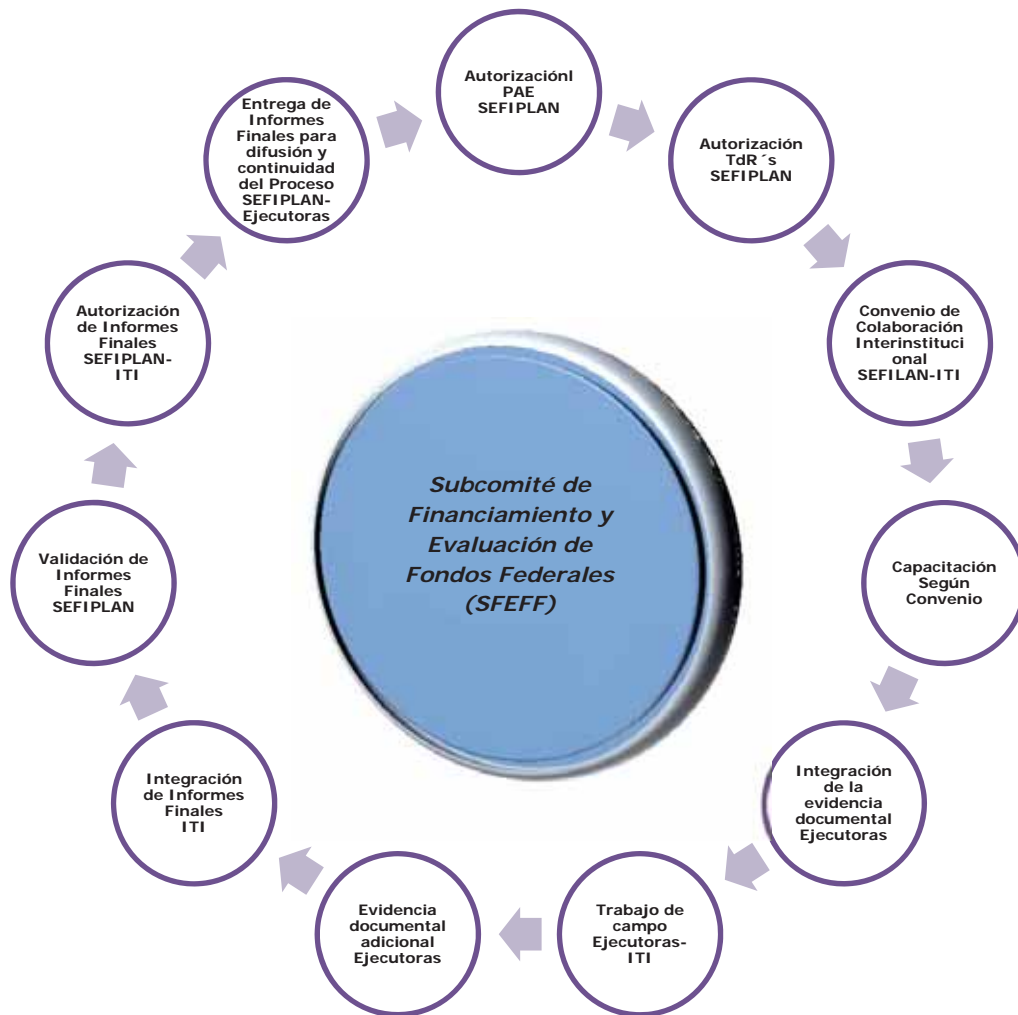 Autorizaciónl
PAE
SEFIPLAN
Autorización
TdR´s
SEFIPLAN
Convenio de
Colaboración
Interinstituci
onal
SEFILAN-ITI
Capacitación
Según
Convenio
Integración
de la
evidencia
documental
Ejecutoras
Trabajo de
campo
Ejecutoras-
ITI
Evidencia
documental
adicional
Ejecutoras
Integración
de Informes
Finales
ITI
Validación de
Informes
Finales
SEFIPLAN
Autorización
de Informes
Finales
SEFIPLAN-
ITI
Entrega de
Informes
Finales para
difusión y
continuidad
del Proceso
SEFIPLAN-
Ejecutoras
Subcomité de
Financiamiento y
Evaluación de
Fondos Federales
(SFEFF)